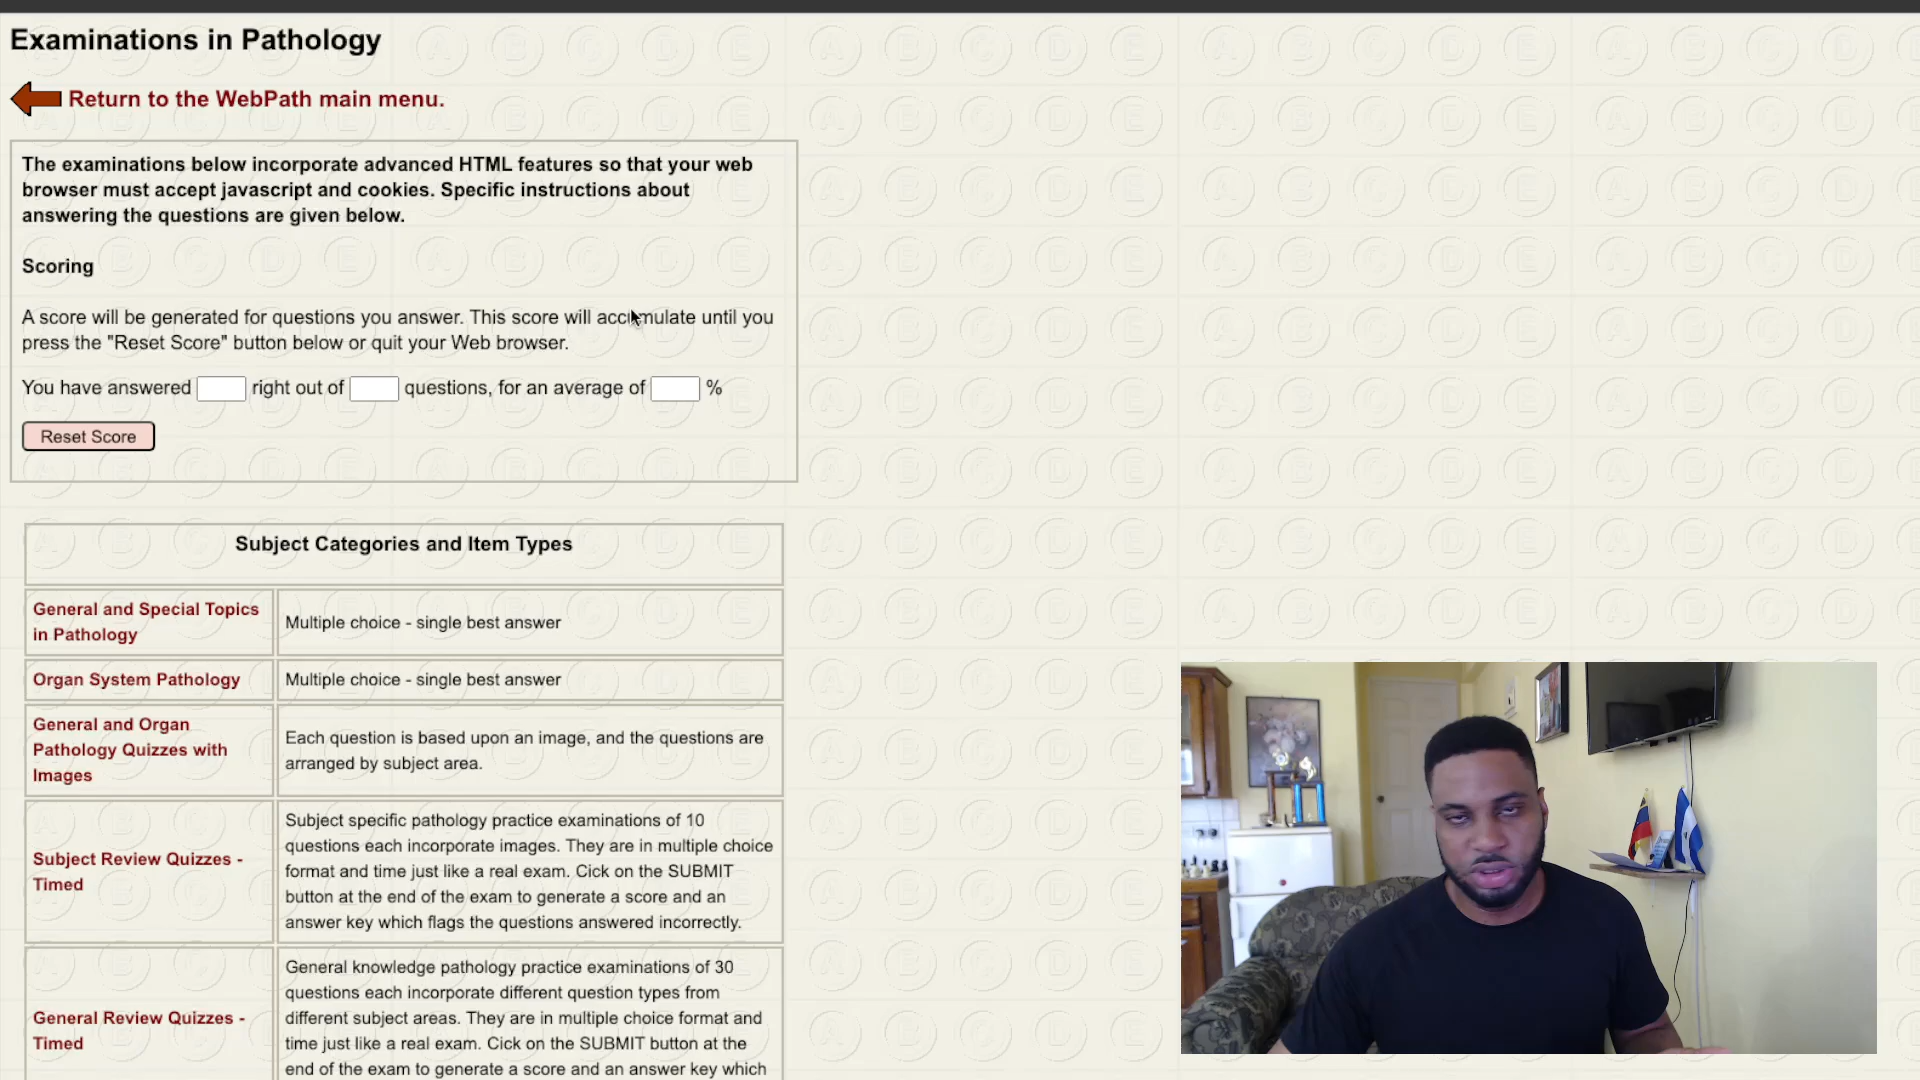 Examinations in Pathology
Return to the WebPath main menu.
The examinations below incorporate advanced HTML features so that your web
browser must accept javascript and cookies. Specific instructions about
answering the questions are given below.
Scoring
A score will be generated for questions you answer. This score will accumulate until you
press the "Reset Score" button below or quit your Web browser.
You have answered right out of questions, for an average of %
Reset Score
Subject Categories and Item Types
General and Special Topics
in Pathology
Multiple choice - single best answer
Organ System Pathology
Multiple choice - single best answer
General and Organ
Pathology Quizzes with
Images
Each question is based upon an image, and the questions are
arranged by subject area.
Subject Review Quizzes -
Timed
Subject specific pathology practice examinations of 10
questions each incorporate images. They are in multiple choice
format and time just like a real exam. Cick on the SUBMIT
button at the end of the exam to generate a score and an
answer key which flags the questions answered incorrectly.
General Review Quizzes -
Timed
General knowledge pathology practice examinations of 30
questions each incorporate different question types from
different subject areas. They are in multiple choice format and
time just like a real exam. Cick on the SUBMIT button at the
end of the exam to generate a score and an answer key which